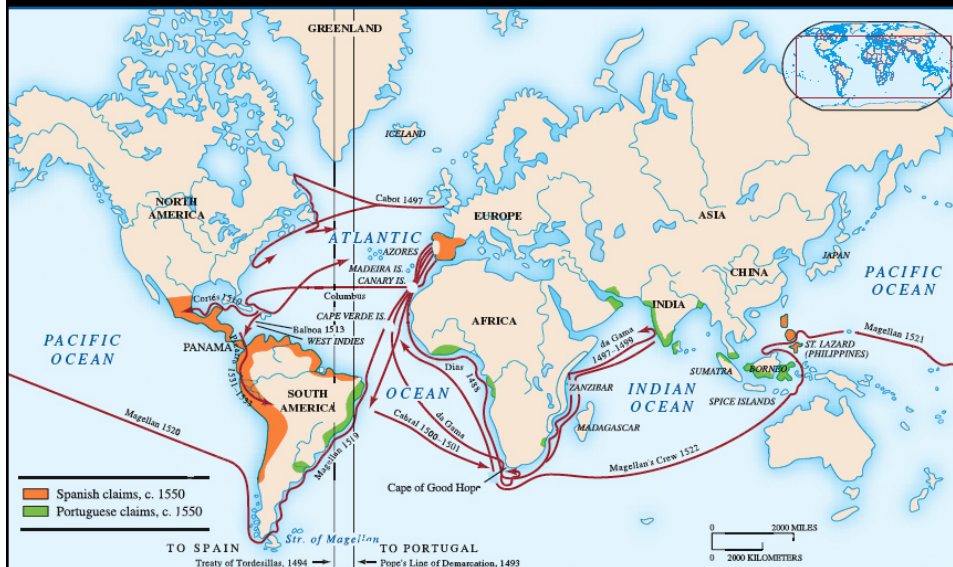 GREENLAND
ICELAND
NORTH
AMERICA
Cabot 1497
EUROPE
ASIA
ATLANTIC
AZORES
MADEIRA IS.
CANARY IS.
CHINA
JAPAN
PACIFIC
OCEAN
Cortés 1519
Columbus
CAPE VERDE IS.
Balboa 1513
WEST INDIES
AFRICA
INDIA
da Gama
1497-1499
ST. LAZARD
(PHILIPPINES)
Magellan 1521
PACIFIC
OCEAN
PANAMA
Pizarro 1531-1533
SOUTH
AMERICA
OCEAN
Dias
1488
ZANZIBAR
INDIAN
OCEAN
SUMATRA
BORNEO
SPICE ISLANDS
Magellan 1520
Magellan 1519
Cabral 1500-1501
da Gama
MADAGASCAR
Magellan's Crew 1522
Cape of Good Hope
Spanish claims, c. 1550
Portuguese claims, c. 1550
Str. of Magellan
0 2000 MILES
0 2000 KILOMETERS
TO SPAIN
TO PORTUGAL
Treaty of Tordesillas, 1494
Pope's Line of Demarcation, 1493